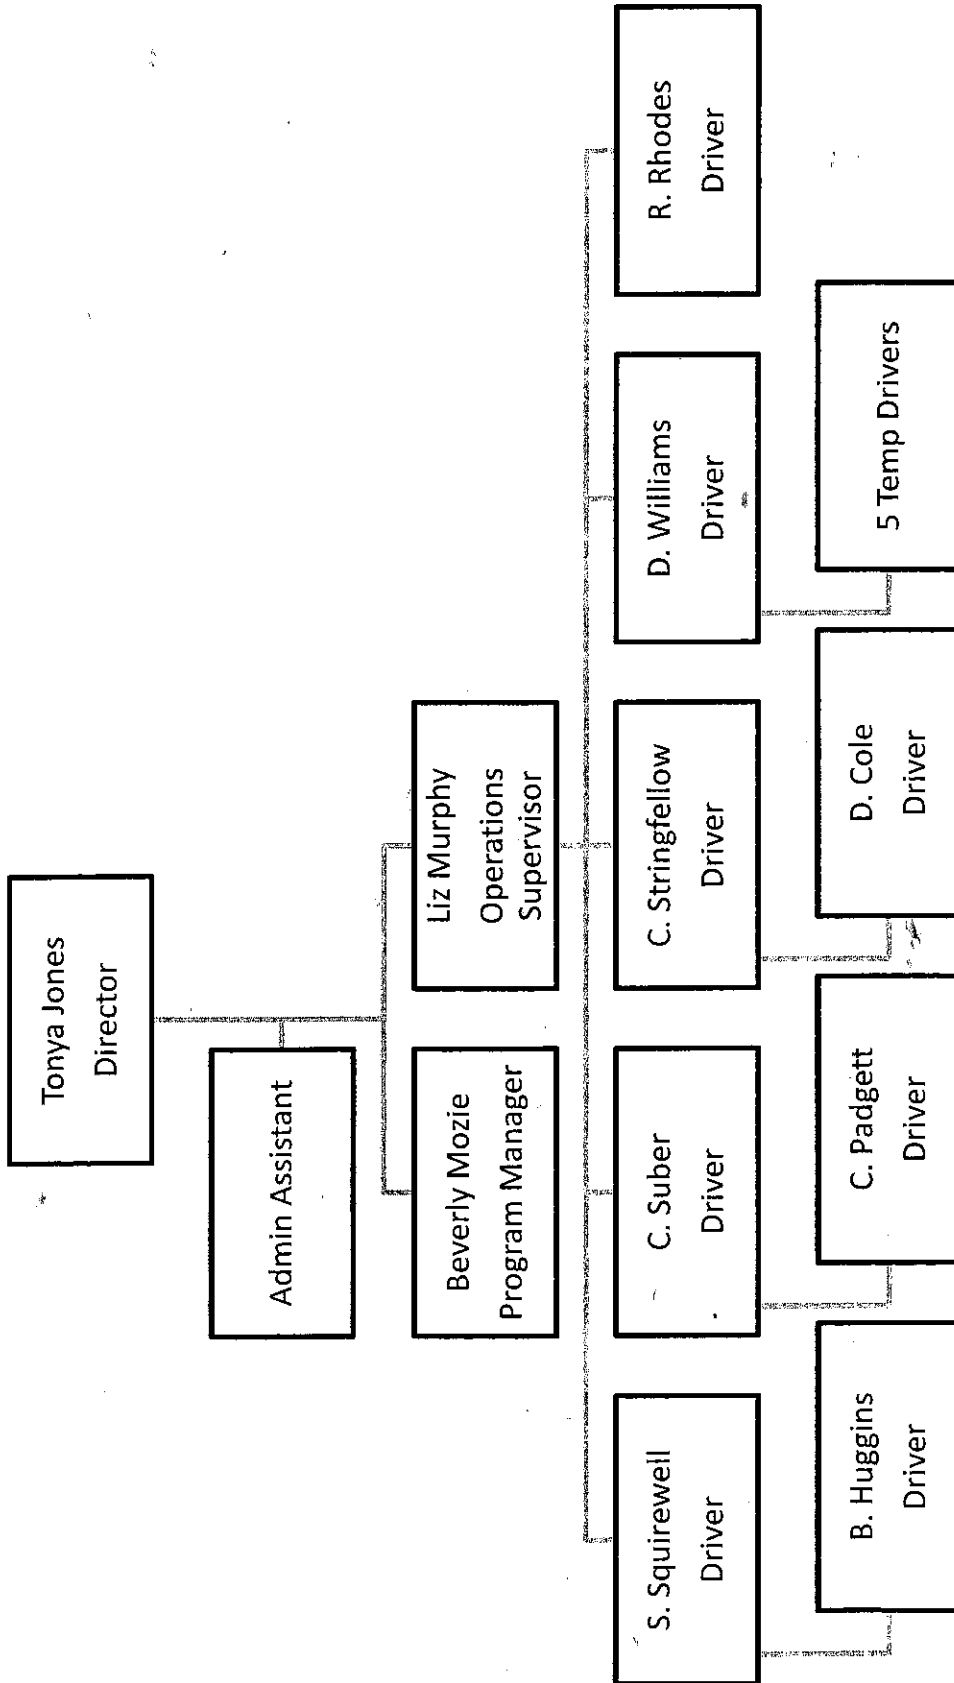 Tonya Jones
Director
Admin Assistant
Beverly Mozie
Program Manager
Liz Murphy
Operations
Supervisor
S. Squirewell
Driver
C. Suber
Driver
C. Stringfellow
Driver
D. Williams
Driver
R. Rhodes
Driver
B. Huggins
Driver
C. Padgett
Driver
D. Cole
Driver
5 Temp Drivers